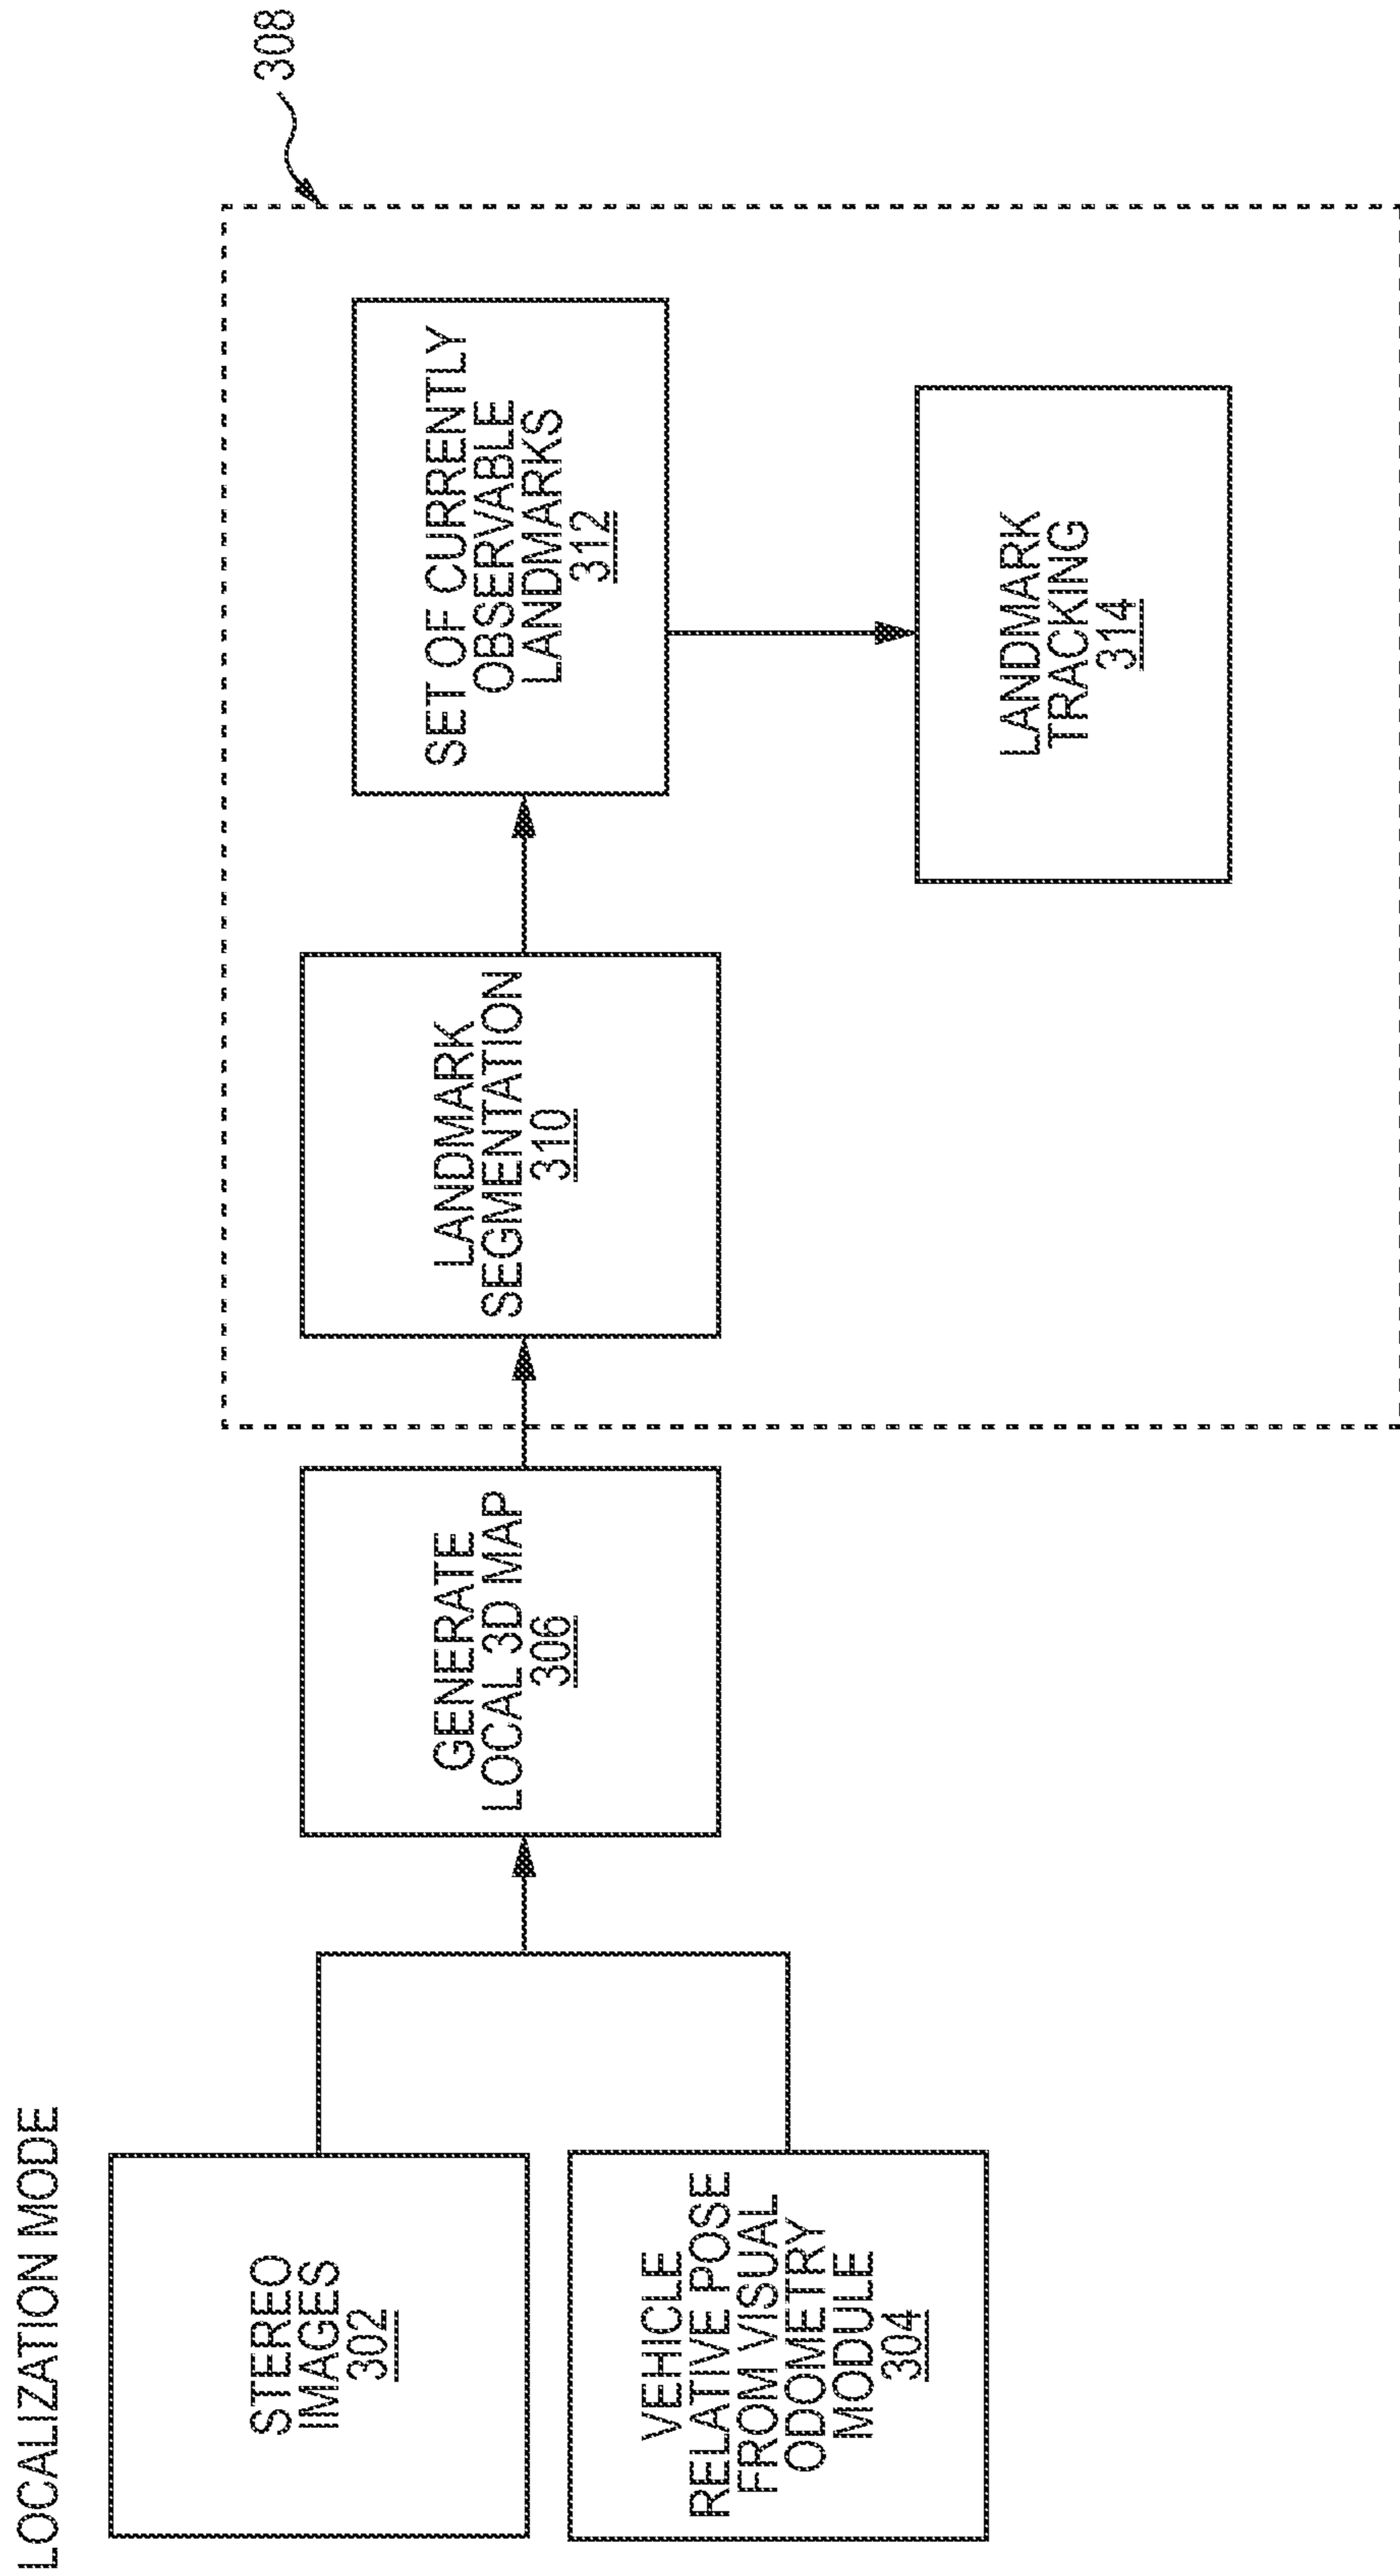 LOCALIZATION MODE
STEREO
IMAGES
302
VEHICLE
RELATIVE POSE
FROM VISUAL
ODOMETRY
MODULE
304
GENERATE
LOCAL 3D MAP
306
308
LANDMARK
SEGMENTATION
310
SET OF CURRENTLY
OBSERVABLE
LANDMARKS
312
LANDMARK
TRACKING
314